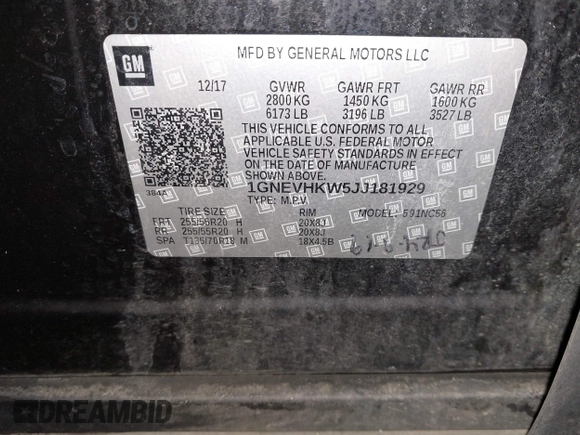 GM
MFD BY GENERAL MOTORS LLC
12/17 GVWR GAWR FRT GAWR RR
2800 KG 1450 KG 1600 KG
6173 LB 3196 LB 3527 LB
THIS VEHICLE CONFORMS TO ALL
APPLICABLE U.S. FEDERAL MOTOR
VEHICLE SAFETY STANDARDS IN EFFECT
ON THE DATE OF MANUFACTURE
SHOWN ABOVE.
384A
1GNEVHKW5JJ181929
TYPE: M.P.V. MODEL: 591NC56
TIRE SIZE RIM
FRT 255/55R20 H 20X8J
RR 255/55R20 H 20X8J
SPA T135/70R18 M 18X4.5B
DREAMBID